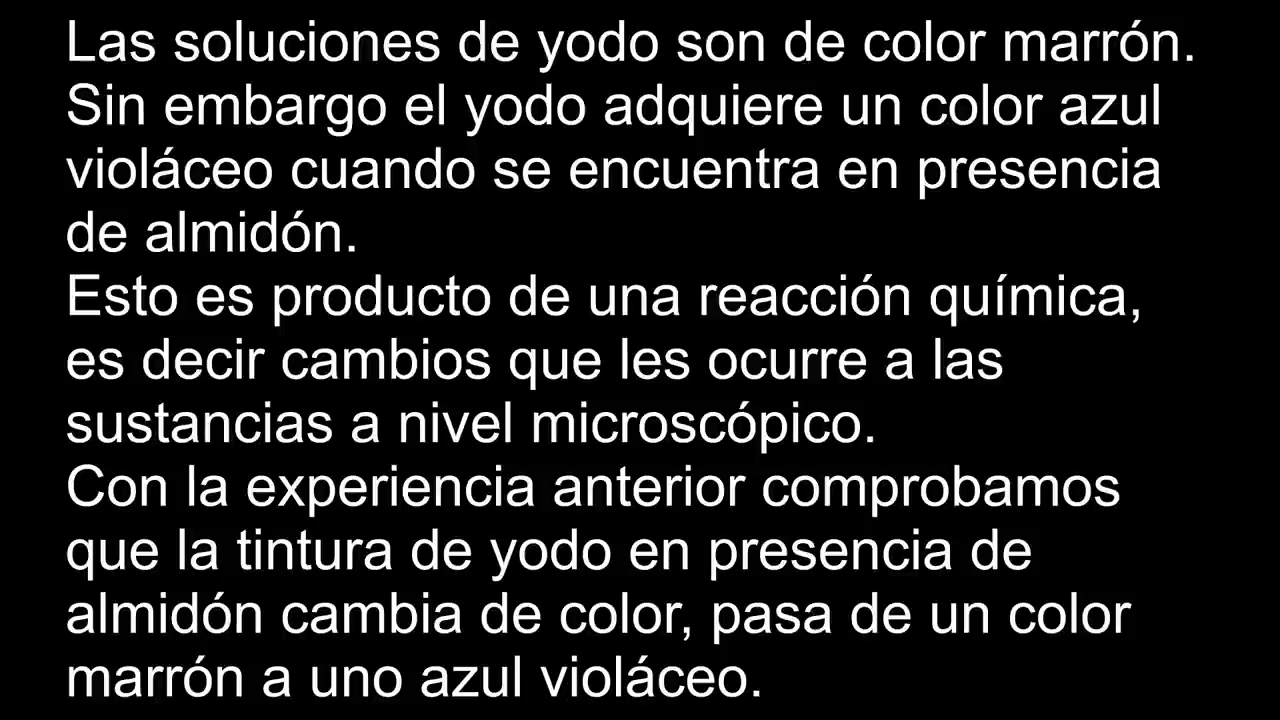 Las soluciones de yodo son de color marrón.
Sin embargo el yodo adquiere un color azul
violáceo cuando se encuentra en presencia
de almidón.
Esto es producto de una reacción química,
es decir cambios que les ocurre a las
sustancias a nivel microscópico.
Con la experiencia anterior comprobamos
que la tintura de yodo en presencia de
almidón cambia de color, pasa de un color
marrón a uno azul violáceo.